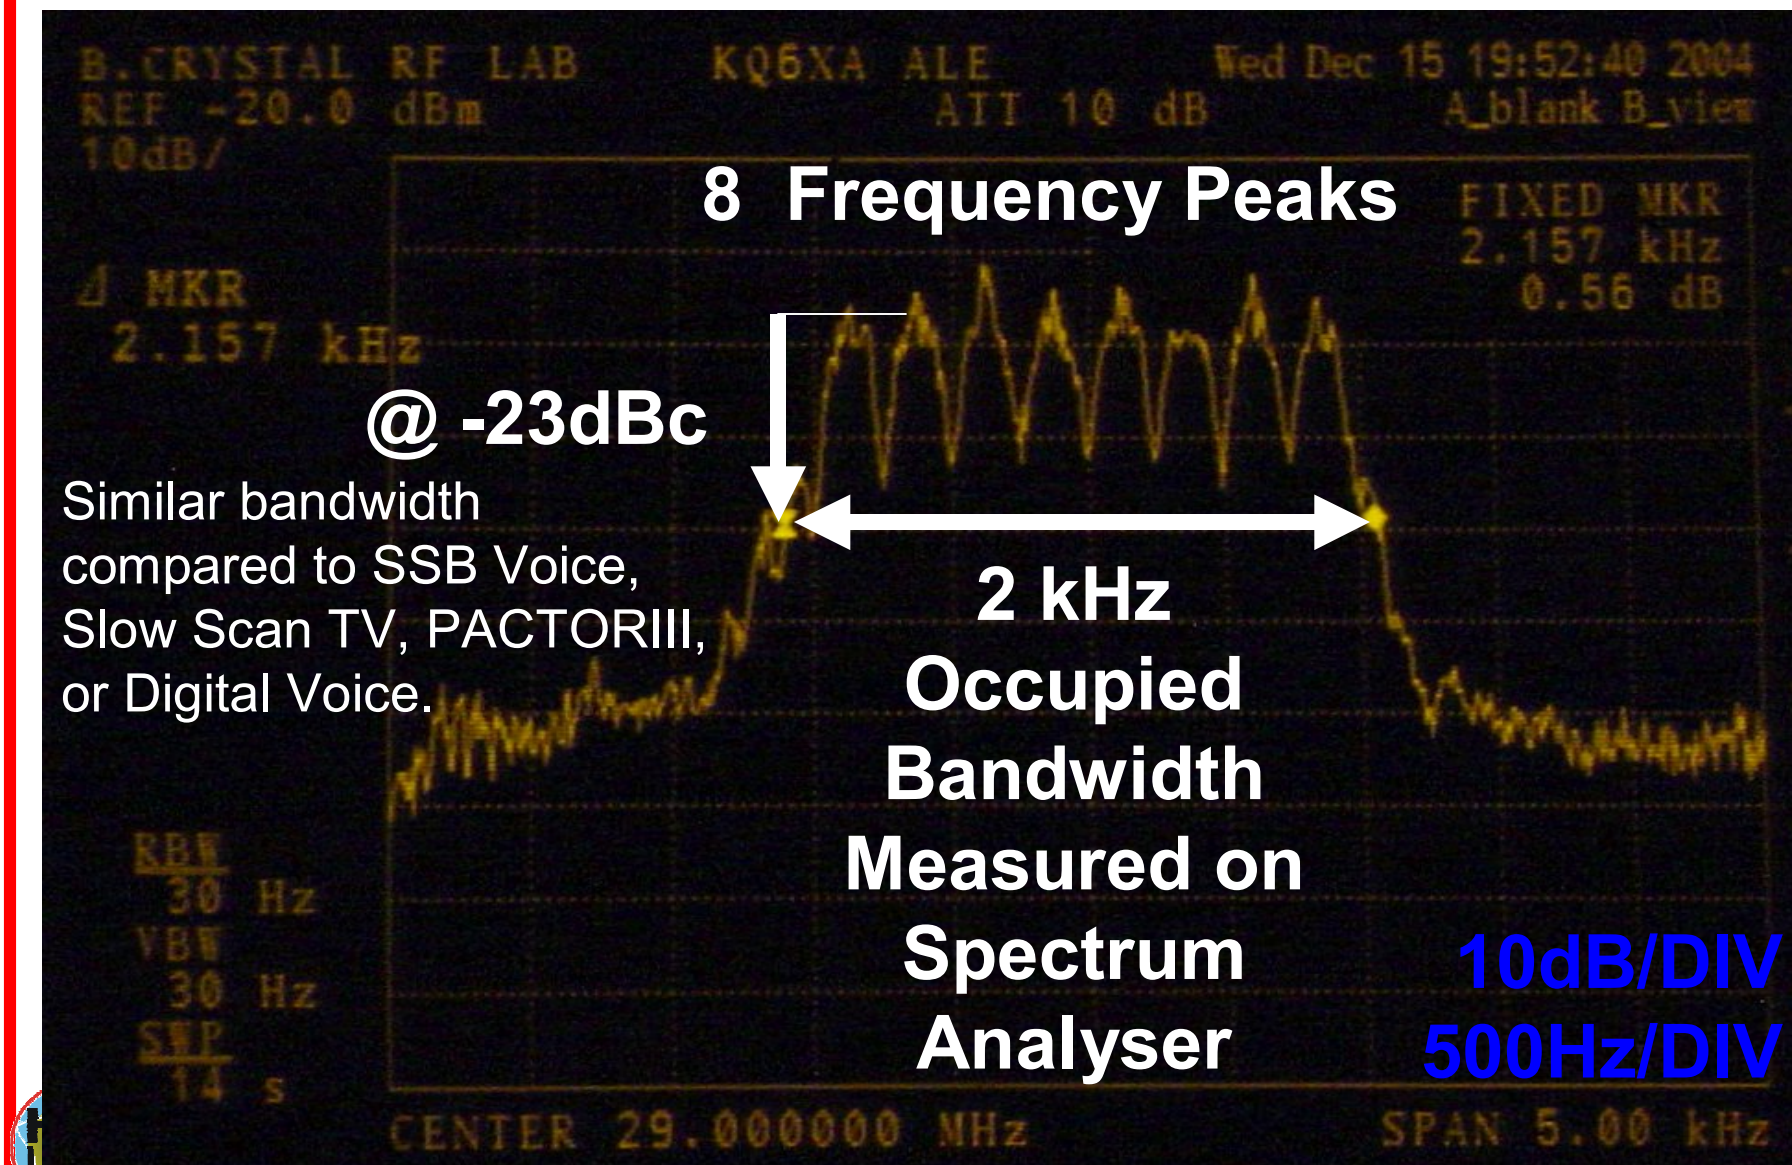 B.CRYSTAL RF LAB KQ6XA ALE Wed Dec 15 19:52:40 2004
REF -20.0 dBm ATT 10 dB A_blank B_view
10dB/
8 Frequency Peaks
FIXED MKR
2.157 kHz
0.56 dB
Δ MKR
2.157 kHz
@ -23dBc
Similar bandwidth
compared to SSB Voice,
Slow Scan TV, PACTORIII,
or Digital Voice.
2 kHz
Occupied
Bandwidth
Measured on
Spectrum
Analyser
RBW
30 Hz
VBW
30 Hz
SWP
14 s
10dB/DIV
500Hz/DIV
CENTER 29.000000 MHz SPAN 5.00 kHz